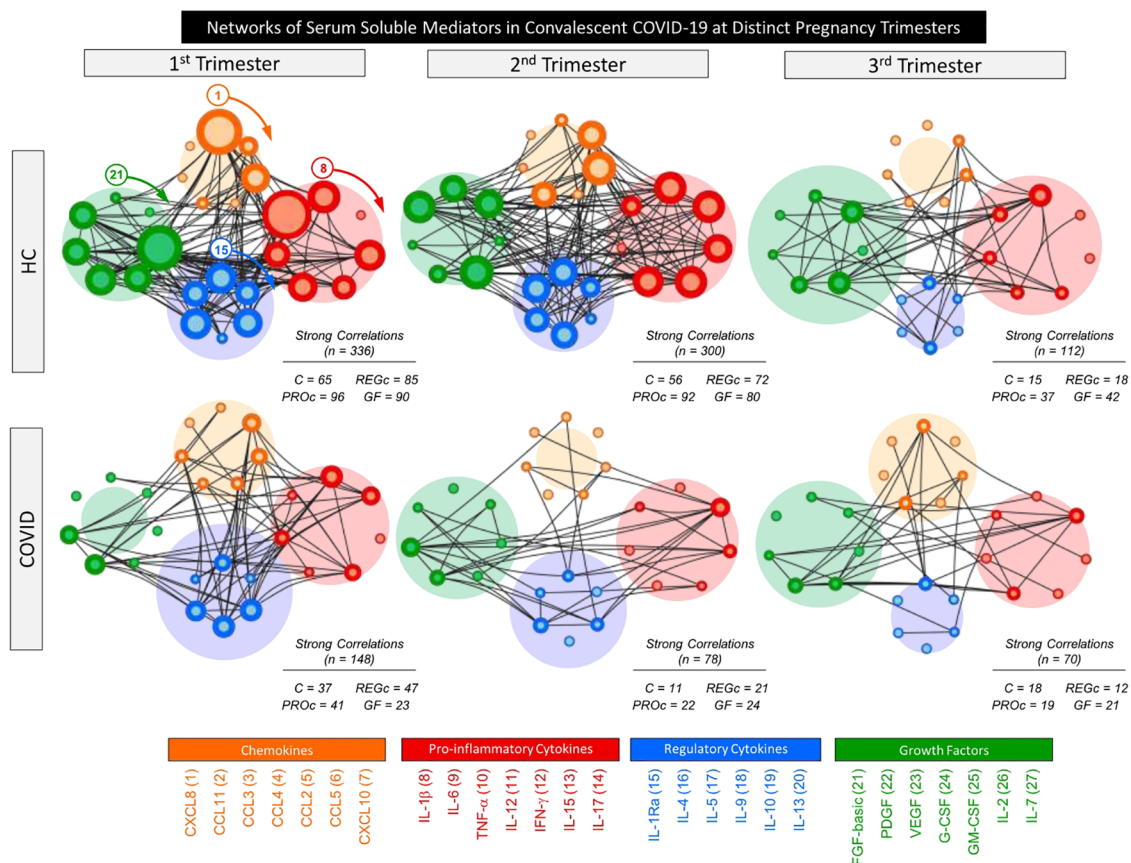 Networks of Serum Soluble Mediators in Convalescent COVID-19 at Distinct Pregnancy Trimesters
1st Trimester
2nd Trimester
3rd Trimester
HC
1
21
8
15
Strong Correlations
(n = 336)
C = 65 REGc = 85
PROc = 96 GF = 90
Strong Correlations
(n = 300)
C = 56 REGc = 72
PROc = 92 GF = 80
Strong Correlations
(n = 112)
C = 15 REGc = 18
PROc = 37 GF = 42
COVID
Strong Correlations
(n = 148)
C = 37 REGc = 47
PROc = 41 GF = 23
Strong Correlations
(n = 78)
C = 11 REGc = 21
PROc = 22 GF = 24
Strong Correlations
(n = 70)
C = 18 REGc = 12
PROc = 19 GF = 21
Chemokines
CXCL8 (1)
CCL11 (2)
CCL3 (3)
CCL4 (4)
CCL2 (5)
CCL5 (6)
CXCL10 (7)
Pro-inflammatory Cytokines
IL-1β (8)
IL-6 (9)
TNF-α (10)
IL-12 (11)
IFN-γ (12)
IL-15 (13)
IL-17 (14)
Regulatory Cytokines
IL-1Ra (15)
IL-4 (16)
IL-5 (17)
IL-9 (18)
IL-10 (19)
IL-13 (20)
Growth Factors
FGF-basic (21)
PDGF (22)
VEGF (23)
G-CSF (24)
GM-CSF (25)
IL-2 (26)
IL-7 (27)